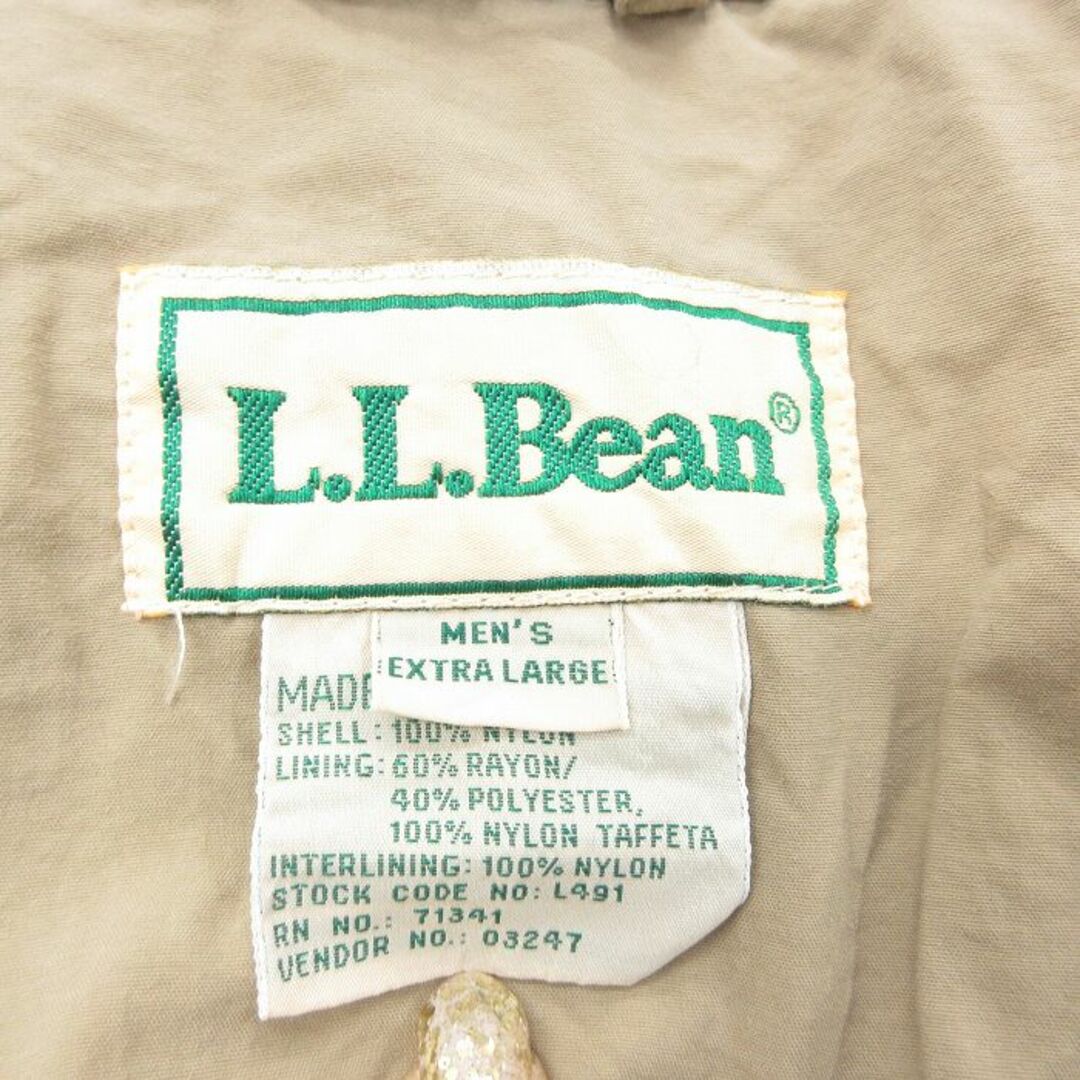 L.L.Bean®
MEN'S
EXTRA LARGE
MADE
SHELL: 100% NYLON
LINING: 60% RAYON/
40% POLYESTER,
100% NYLON TAFFETA
INTERLINING: 100% NYLON
STOCK CODE NO: L491
RN NO.: 71341
VENDOR NO.: 03247